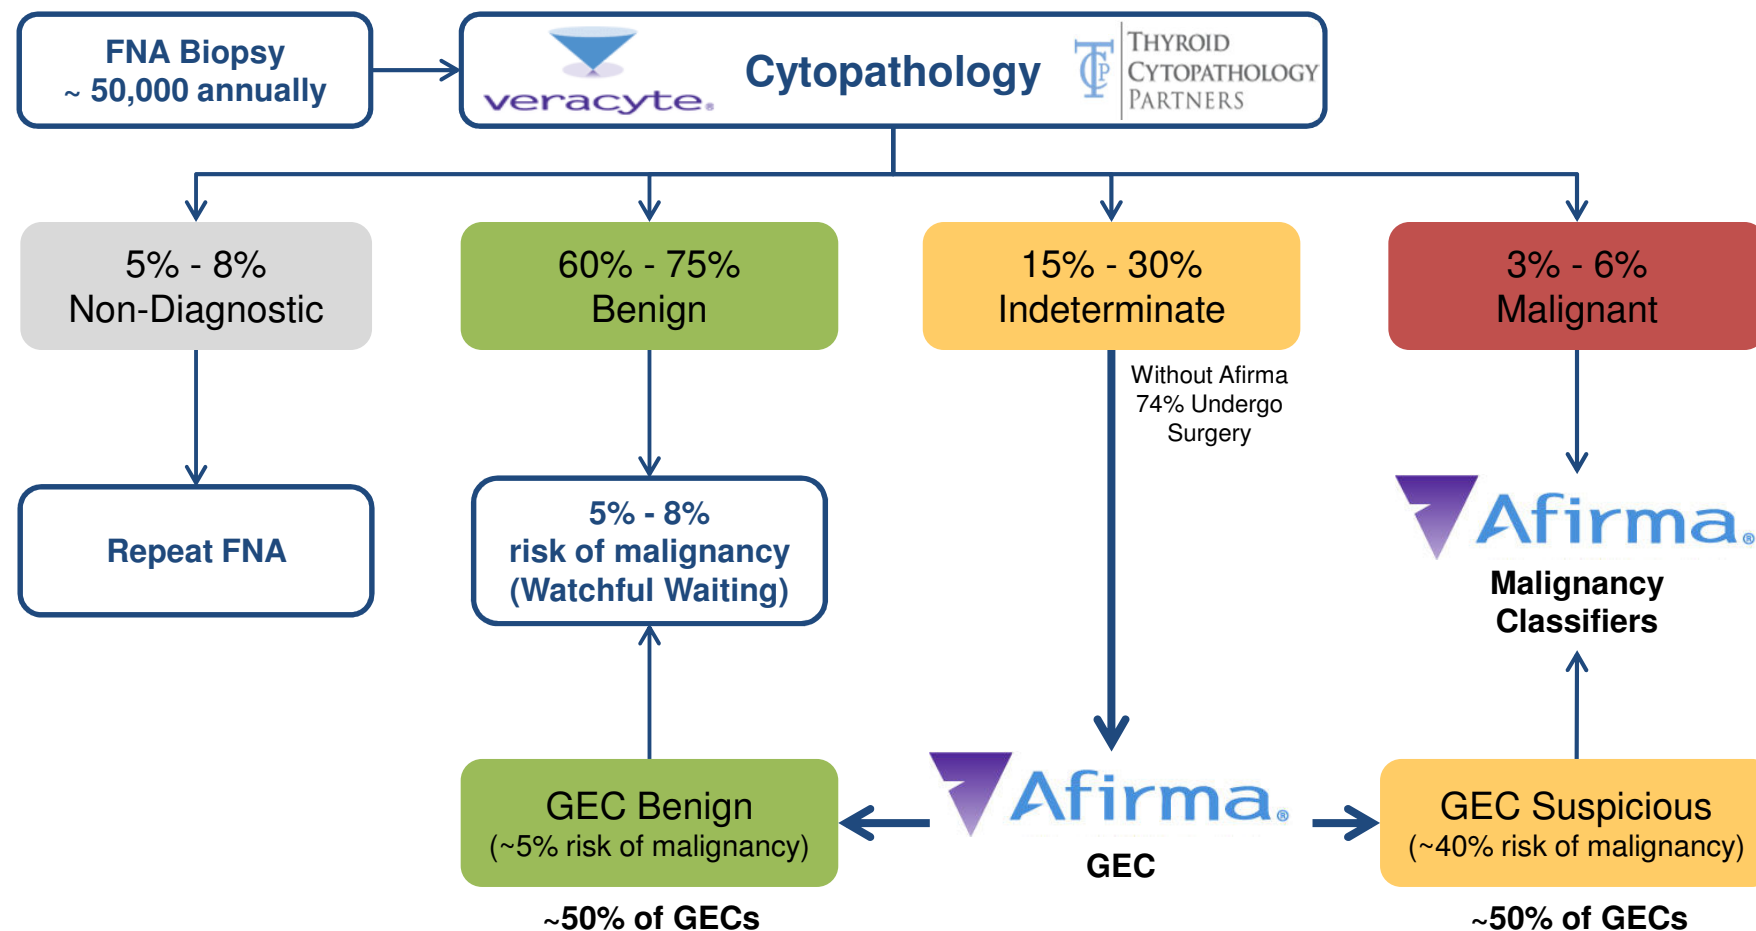 FNA Biopsy
~ 50,000 annually
veracyte®
Cytopathology
TCP
THYROID
CYTOPATHOLOGY
PARTNERS
5% - 8%
Non-Diagnostic
60% - 75%
Benign
15% - 30%
Indeterminate
3% - 6%
Malignant
Without Afirma
74% Undergo
Surgery
Repeat FNA
5% - 8%
risk of malignancy
(Watchful Waiting)
Afirma®
Malignancy
Classifiers
GEC Benign
(~5% risk of malignancy)
~50% of GECs
Afirma®
GEC
GEC Suspicious
(~40% risk of malignancy)
~50% of GECs